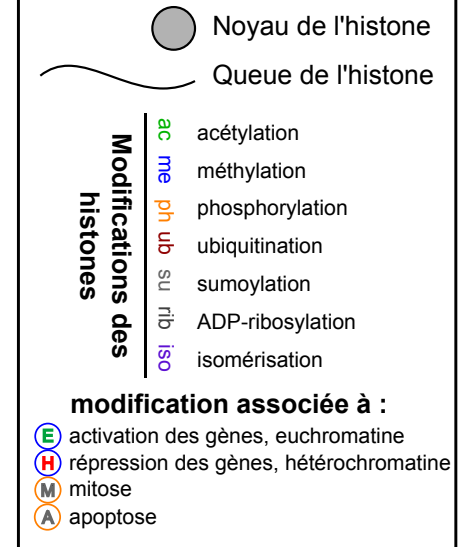 Noyau de l'histone
Queue de l'histone
Modifications des
histones
ac acétylation
me méthylation
ph phosphorylation
ub ubiquitination
su sumoylation
rib ADP-ribosylation
iso isomérisation
modification associée à :
E activation des gènes, euchromatine
H répression des gènes, hétérochromatine
M mitose
A apoptose